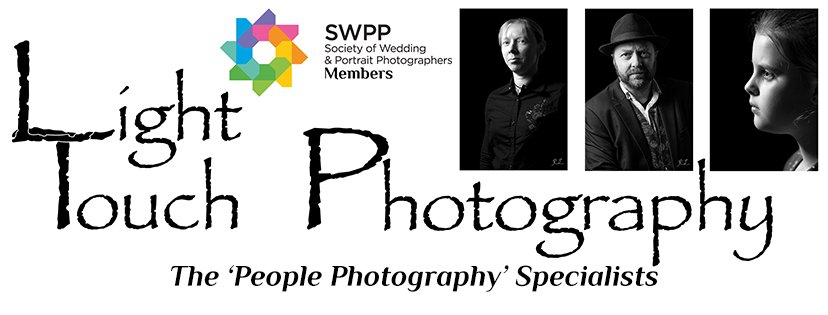 SWPP
Society of Wedding
& Portrait Photographers
Members
Light
Touch Photography
The ‘People Photography’ Specialists